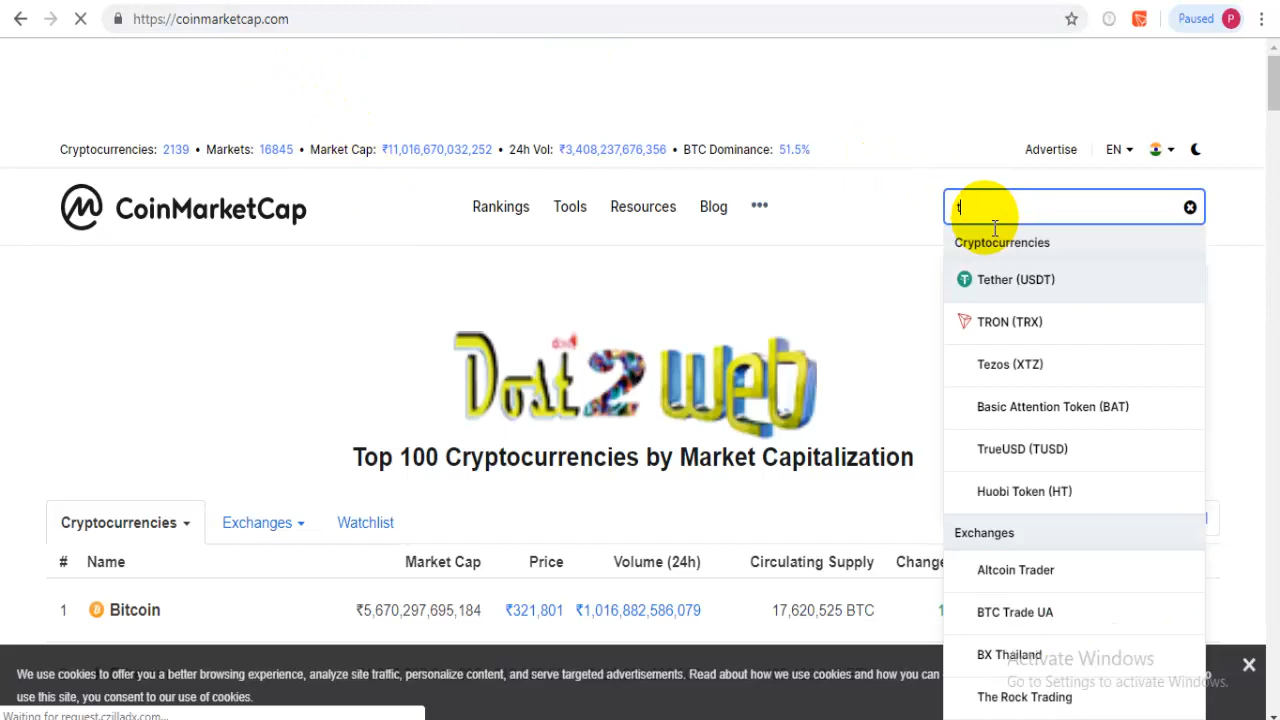 https://coinmarketcap.com
Paused P
Cryptocurrencies: 2139 • Markets: 16845 • Market Cap: ₹11,016,670,032,252 • 24h Vol: ₹3,408,237,676,356 • BTC Dominance: 51.5%
Advertise EN
CoinMarketCap
Rankings Tools Resources Blog •••
t
Cryptocurrencies
Tether (USDT)
TRON (TRX)
Tezos (XTZ)
Basic Attention Token (BAT)
TrueUSD (TUSD)
Huobi Token (HT)
Exchanges
Altcoin Trader
BTC Trade UA
BX Thailand
The Rock Trading
Dost 2 Web
Top 100 Cryptocurrencies by Market Capitalization
Cryptocurrencies Exchanges Watchlist
# Name Market Cap Price Volume (24h) Circulating Supply Change
1 Bitcoin ₹5,670,297,695,184 ₹321,801 ₹1,016,882,586,079 17,620,525 BTC
We use cookies to offer you a better browsing experience, analyze site traffic, personalize content, and serve targeted advertisements. Read about how we use cookies and how you can
use this site, you consent to our use of cookies.
Activate Windows
Go to Settings to activate Windows.
Waiting for request.czilladx.com...